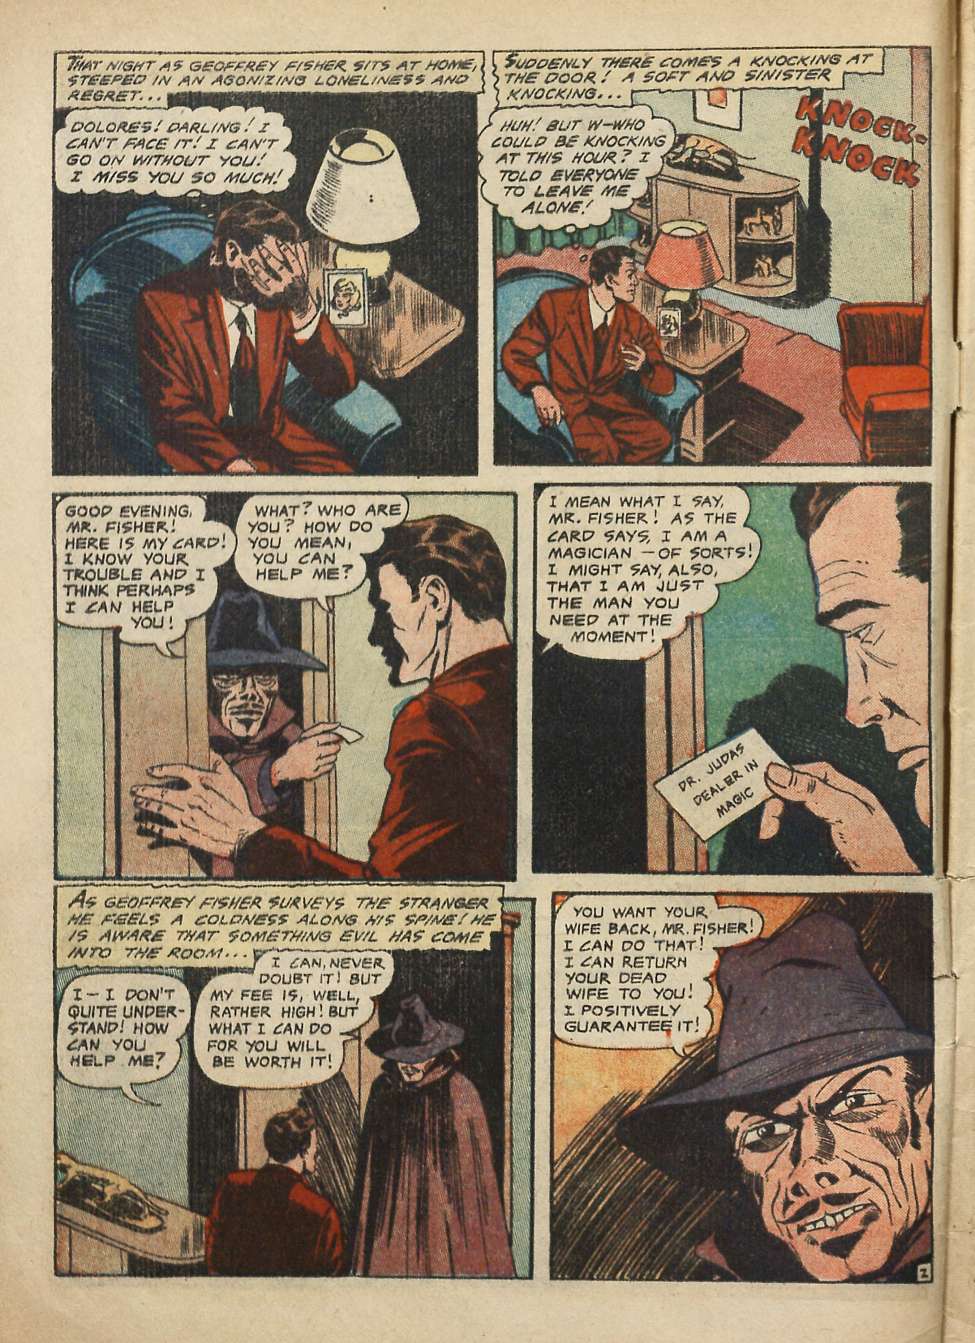 THAT NIGHT AS GEOFFREY FISHER SITS AT HOME,
STEEPED IN AN AGONIZING LONELINESS AND
REGRET...
DOLORES! DARLING! I
CAN'T FACE IT! I CAN'T
GO ON WITHOUT YOU!
I MISS YOU SO MUCH!
SUDDENLY THERE COMES A KNOCKING AT
THE DOOR! A SOFT AND SINISTER
KNOCKING...
HUH! BUT W-WHO
COULD BE KNOCKING
AT THIS HOUR? I
TOLD EVERYONE
TO LEAVE ME
ALONE!
KNOCK-
KNOCK
GOOD EVENING,
MR. FISHER!
HERE IS MY CARD!
I KNOW YOUR
TROUBLE AND I
THINK PERHAPS
I CAN HELP
YOU!
WHAT? WHO ARE
YOU? HOW DO
YOU MEAN,
YOU CAN
HELP ME?
I MEAN WHAT I SAY,
MR. FISHER! AS THE
CARD SAYS, I AM A
MAGICIAN — OF SORTS!
I MIGHT SAY, ALSO,
THAT I AM JUST
THE MAN YOU
NEED AT THE
MOMENT!
DR. JUDAS
DEALER IN
MAGIC
AS GEOFFREY FISHER SURVEYS THE STRANGER
HE FEELS A COLDNESS ALONG HIS SPINE! HE
IS AWARE THAT SOMETHING EVIL HAS COME
INTO THE ROOM...
I-I DON'T
QUITE UNDER-
STAND! HOW
CAN YOU
HELP ME?
I CAN, NEVER
DOUBT IT! BUT
MY FEE IS, WELL,
RATHER HIGH! BUT
WHAT I CAN DO
FOR YOU WILL
BE WORTH IT!
YOU WANT YOUR
WIFE BACK, MR. FISHER!
I CAN DO THAT!
I CAN RETURN
YOUR DEAD
WIFE TO YOU!
I POSITIVELY
GUARANTEE IT!
2